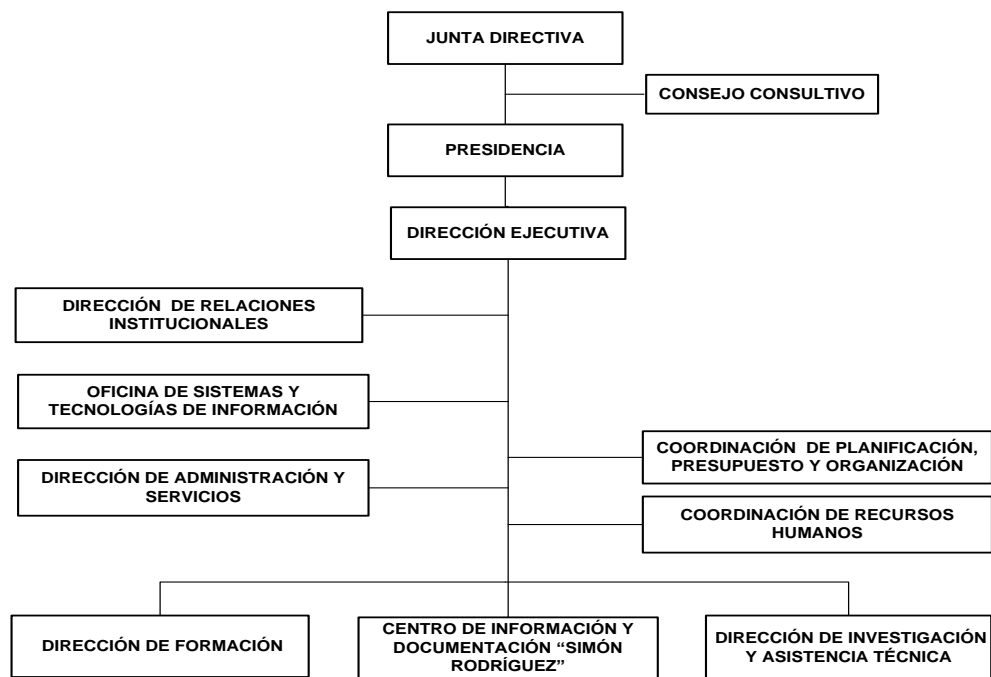 JUNTA DIRECTIVA
CONSEJO CONSULTIVO
PRESIDENCIA
DIRECCIÓN EJECUTIVA
DIRECCIÓN DE RELACIONES
INSTITUCIONALES
OFICINA DE SISTEMAS Y
TECNOLOGÍAS DE INFORMACIÓN
COORDINACIÓN DE PLANIFICACIÓN,
PRESUPUESTO Y ORGANIZACIÓN
DIRECCIÓN DE ADMINISTRACIÓN Y
SERVICIOS
COORDINACIÓN DE RECURSOS
HUMANOS
DIRECCIÓN DE FORMACIÓN
CENTRO DE INFORMACIÓN Y
DOCUMENTACIÓN “SIMÓN
RODRÍGUEZ”
DIRECCIÓN DE INVESTIGACIÓN
Y ASISTENCIA TÉCNICA